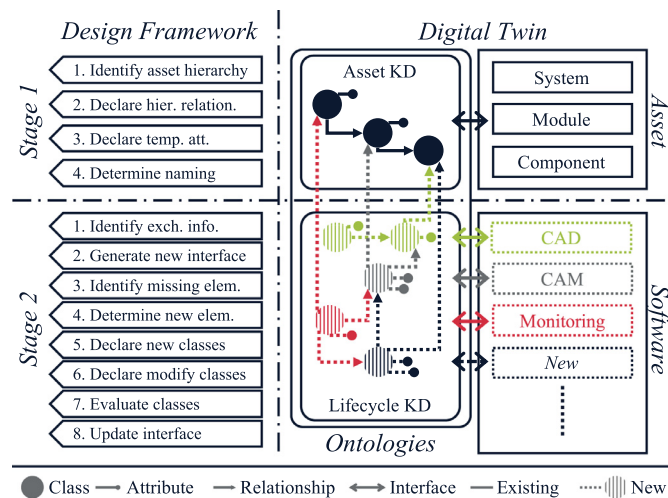 Design Framework
Digital Twin
Stage 1
1. Identify asset hierarchy
2. Declare hier. relation.
3. Declare temp. att.
4. Determine naming
Asset KD
System
Module
Component
Asset
Stage 2
1. Identify exch. info.
2. Generate new interface
3. Identify missing elem.
4. Determine new elem.
5. Declare new classes
6. Declare modify classes
7. Evaluate classes
8. Update interface
Lifecycle KD
Ontologies
CAD
CAM
Monitoring
New
Software
Class
Attribute
Relationship
Interface
Existing
New